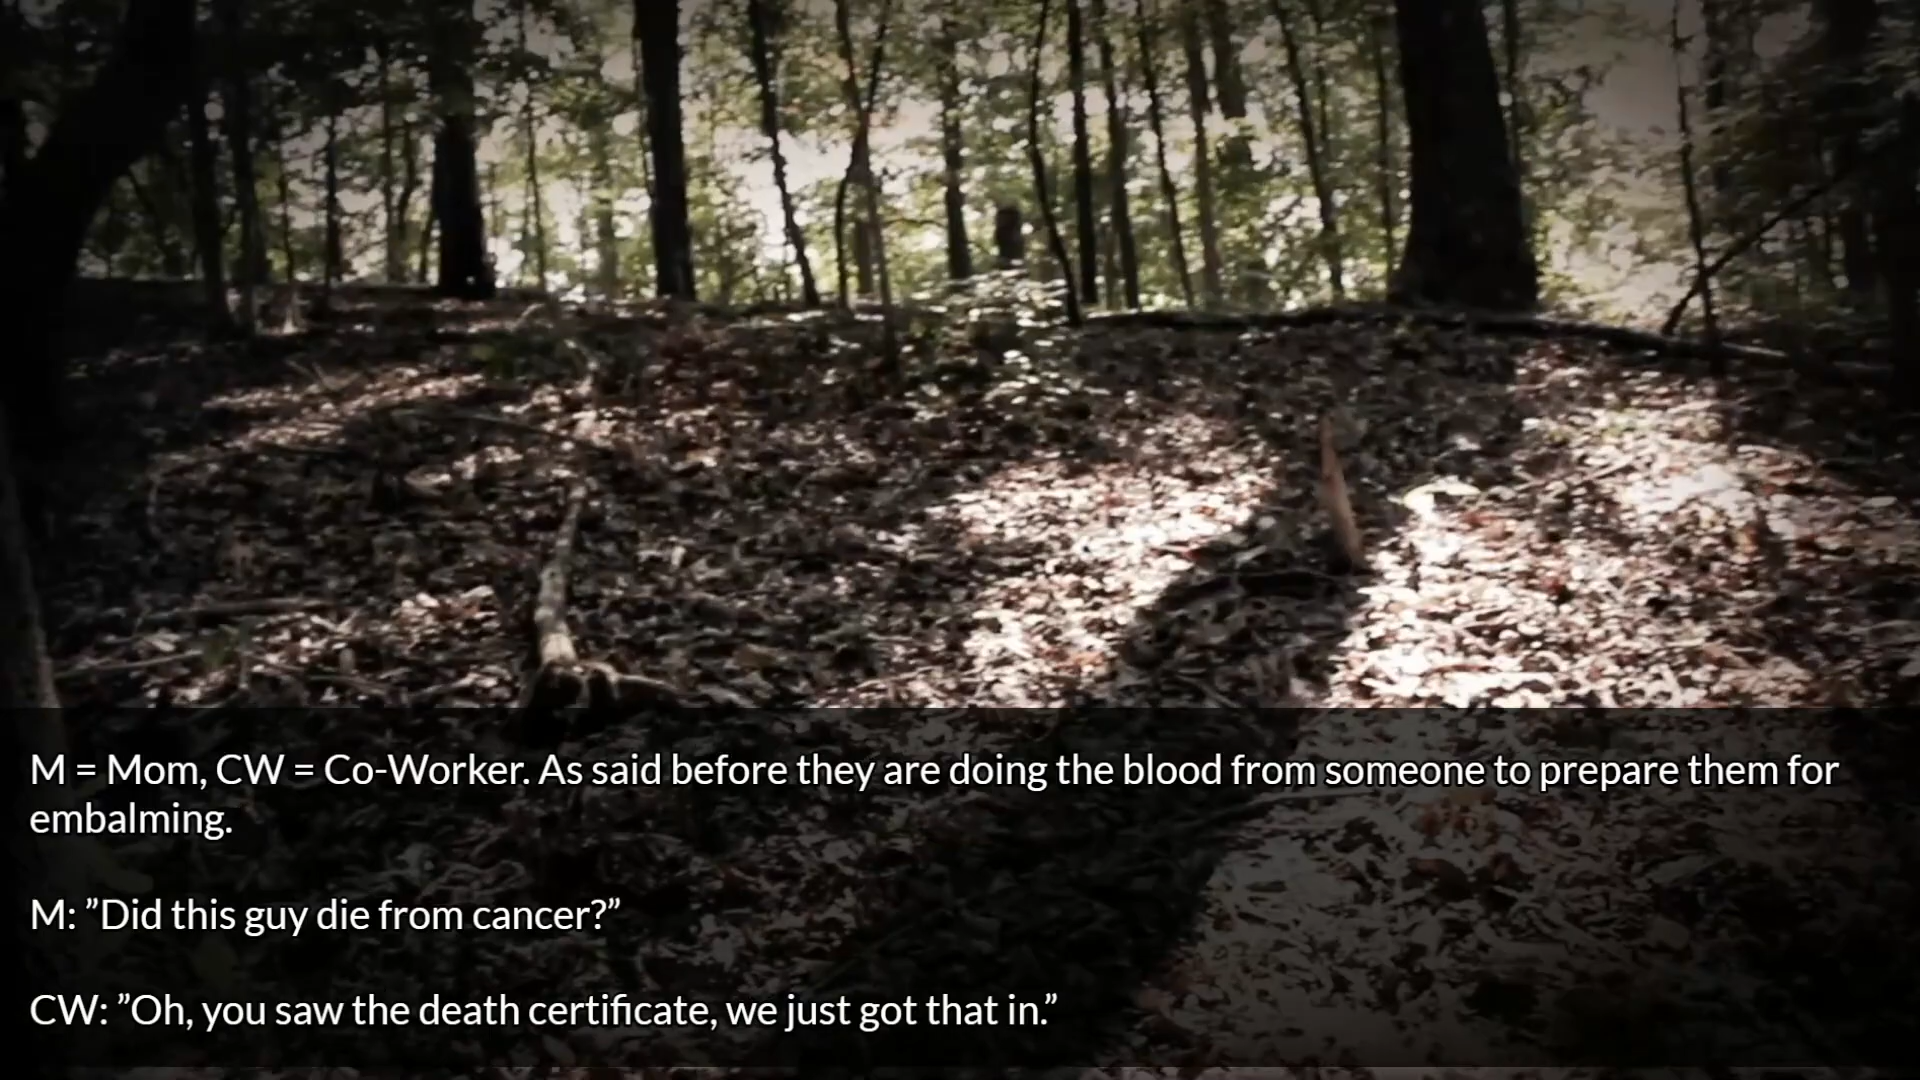 M = Mom, CW = Co-Worker. As said before they are doing the blood from someone to prepare them for
embalming.
M: ”Did this guy die from cancer?”
CW: ”Oh, you saw the death certificate, we just got that in.”